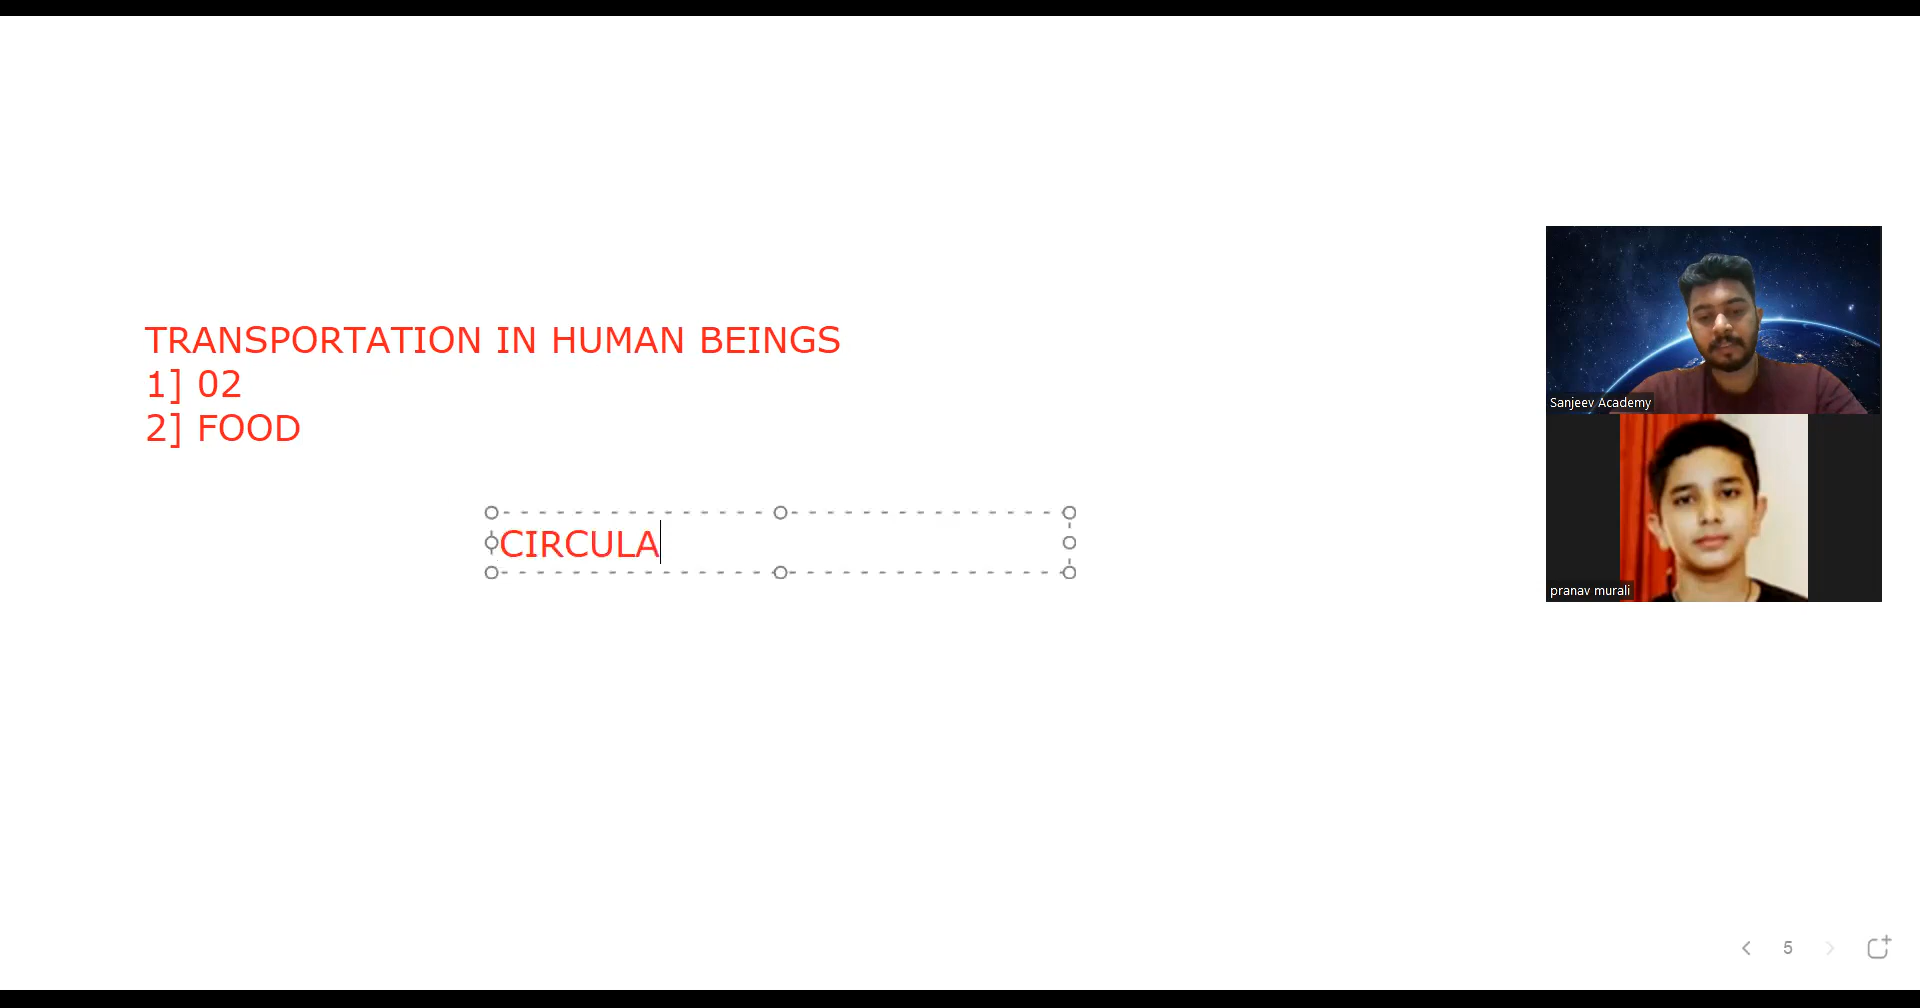 TRANSPORTATION IN HUMAN BEINGS
1] 02
2] FOOD
CIRCULA
Sanjeev Academy
pranav murali
5